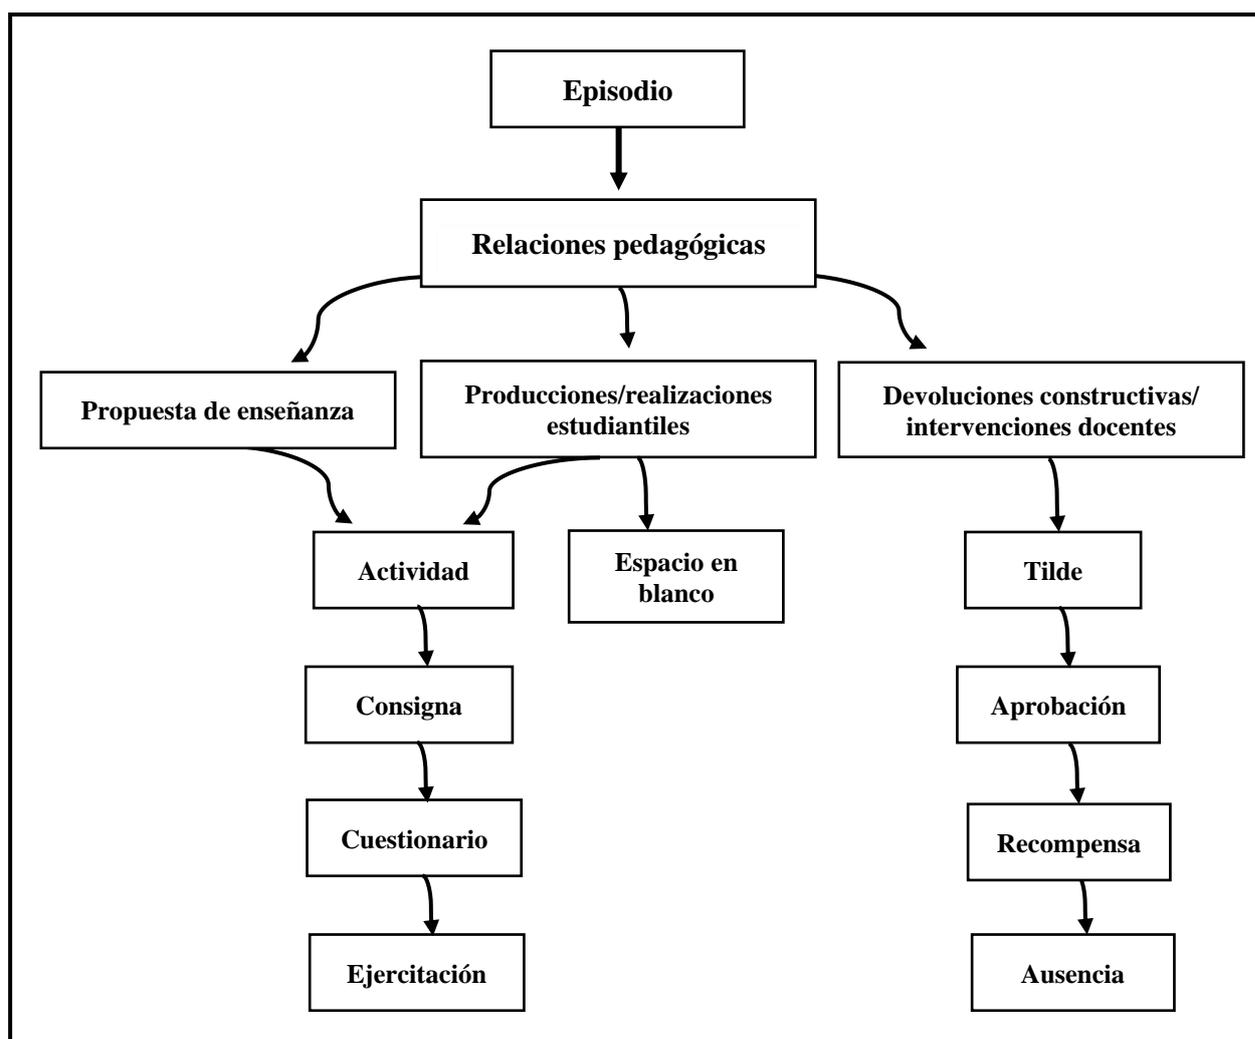 Episodio
Relaciones pedagógicas
Propuesta de enseñanza
Producciones/realizaciones
estudiantiles
Devoluciones constructivas/
intervenciones docentes
Actividad
Espacio en
blanco
Tilde
Consigna
Aprobación
Cuestionario
Recompensa
Ejercitación
Ausencia